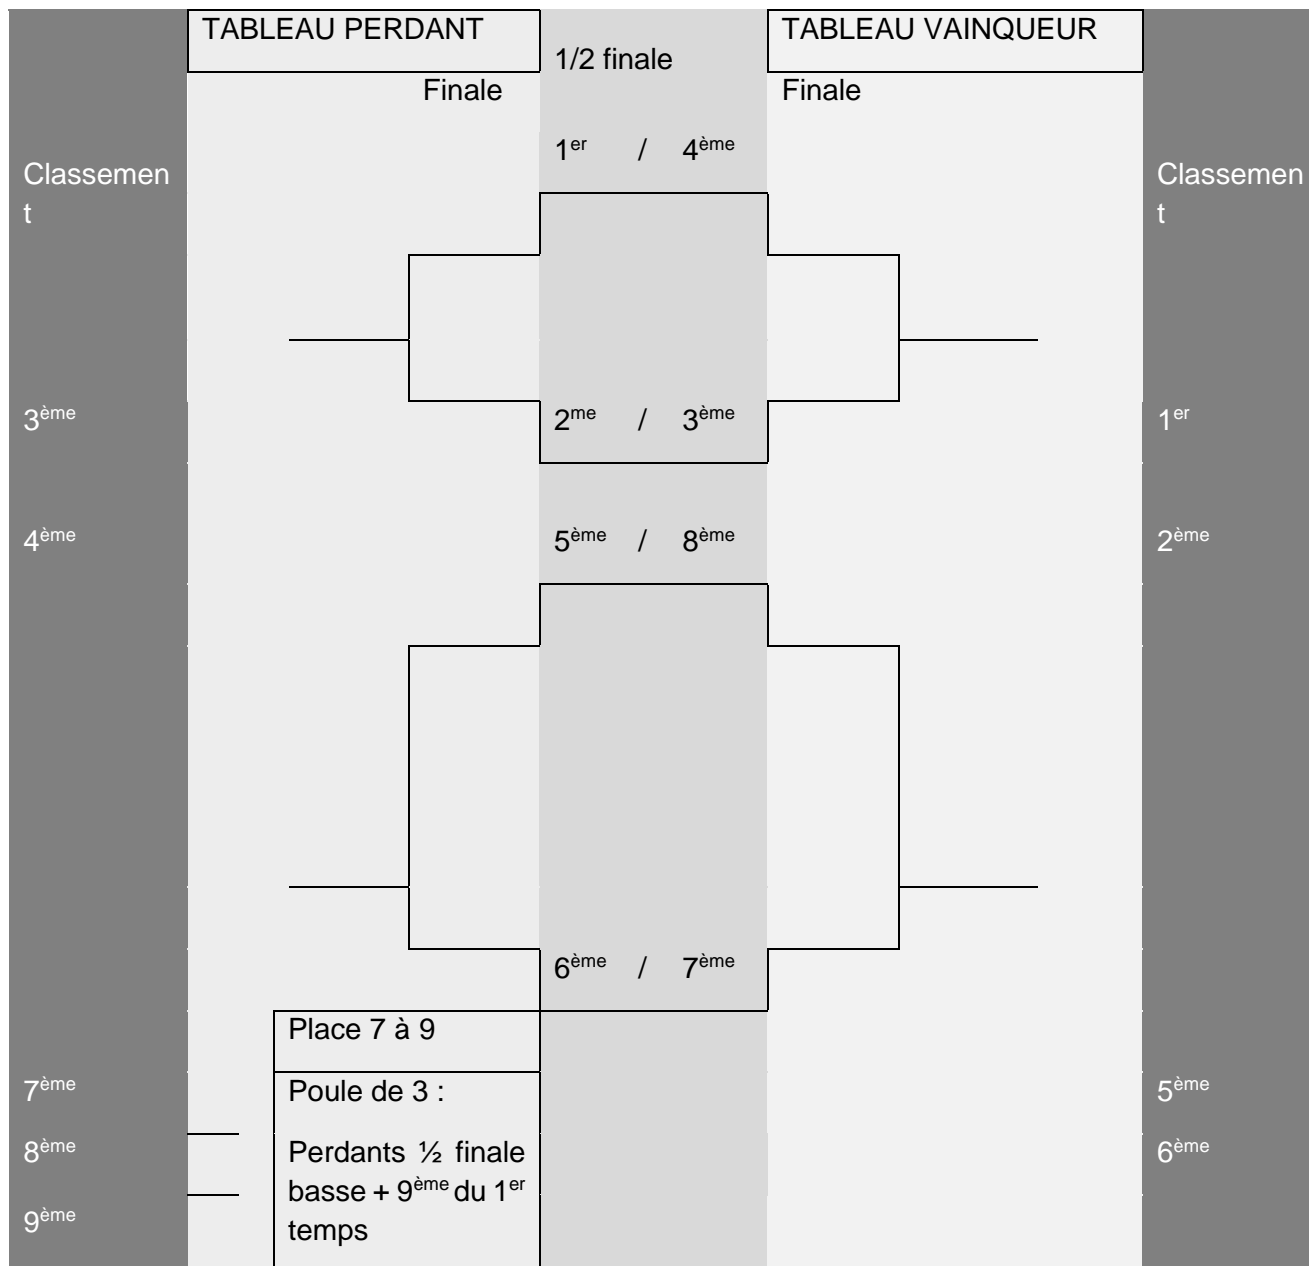 TABLEAU PERDANT
1/2 finale
TABLEAU VAINQUEUR
Finale
Finale
1er / 4ème
Classemen
t
Classemen
t
3ème
2me / 3ème
1er
4ème
5ème / 8ème
2ème
6ème / 7ème
Place 7 à 9
7ème
Poule de 3 :
5ème
8ème
Perdants ½ finale
basse + 9ème du 1er
temps
6ème
9ème